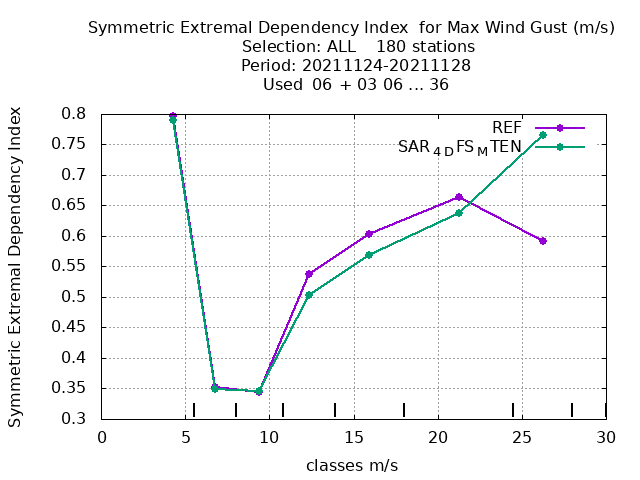 Symmetric Extremal Dependency Index  for Max Wind Gust (m/s)
Selection: ALL    180 stations
Period: 20211124-20211128
Used  06 + 03 06 ... 36
REF
SAR4DFSMTEN
Symmetric Extremal Dependency Index
0.8
0.75
0.7
0.65
0.6
0.55
0.5
0.45
0.4
0.35
0.3
0
5
10
15
20
25
30
classes m/s